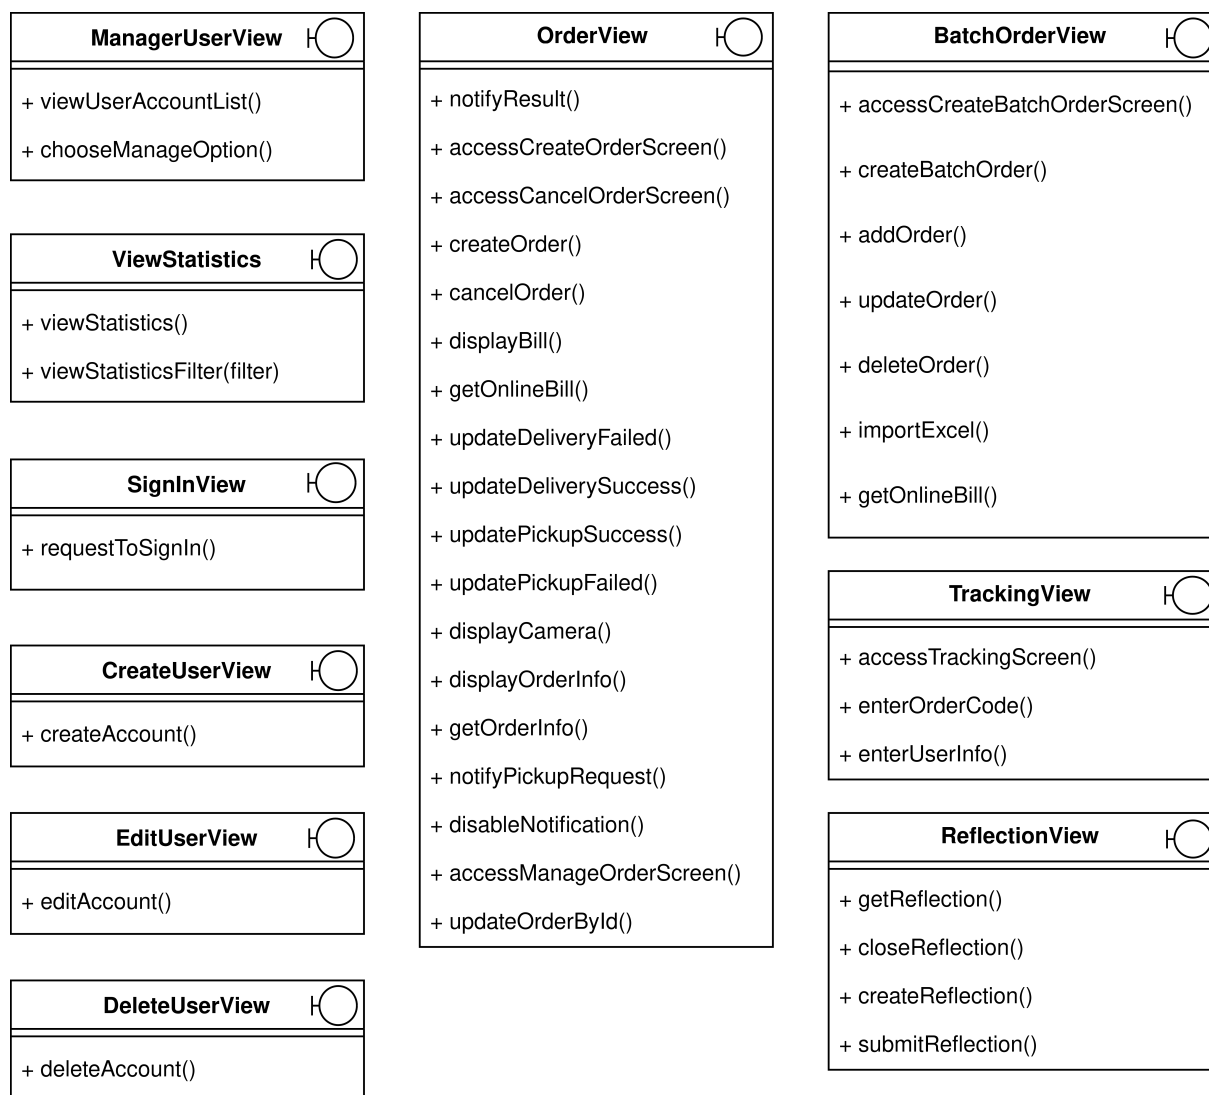 ManagerUserView
+ viewUserAccountList()
+ chooseManageOption()
ViewStatistics
+ viewStatistics()
+ viewStatisticsFilter(filter)
SignInView
+ requestToSignIn()
CreateUserView
+ createAccount()
EditUserView
+ editAccount()
DeleteUserView
+ deleteAccount()
OrderView
+ notifyResult()
+ accessCreateOrderScreen()
+ accessCancelOrderScreen()
+ createOrder()
+ cancelOrder()
+ displayBill()
+ getOnlineBill()
+ updateDeliveryFailed()
+ updateDeliverySuccess()
+ updatePickupSuccess()
+ updatePickupFailed()
+ displayCamera()
+ displayOrderInfo()
+ getOrderInfo()
+ notifyPickupRequest()
+ disableNotification()
+ accessManageOrderScreen()
+ updateOrderById()
BatchOrderView
+ accessCreateBatchOrderScreen()
+ createBatchOrder()
+ addOrder()
+ updateOrder()
+ deleteOrder()
+ importExcel()
+ getOnlineBill()
TrackingView
+ accessTrackingScreen()
+ enterOrderCode()
+ enterUserInfo()
ReflectionView
+ getReflection()
+ closeReflection()
+ createReflection()
+ submitReflection()